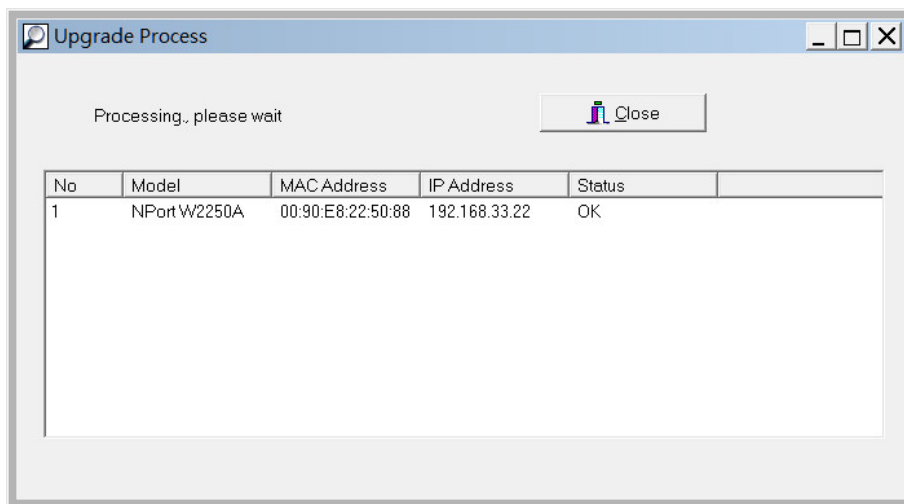 Upgrade Process
Processing., please wait
Close
No Model MAC Address IP Address Status
1 NPort W2250A 00:90:E8:22:50:88 192.168.33.22 OK